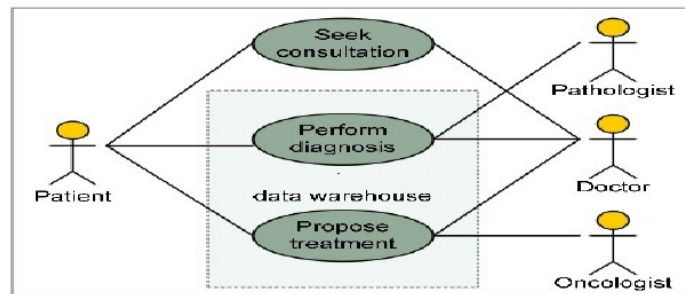 Seek
consultation
Pathologist
Perform
diagnosis
Patient
data warehouse
Doctor
Propose
treatment
Oncologist